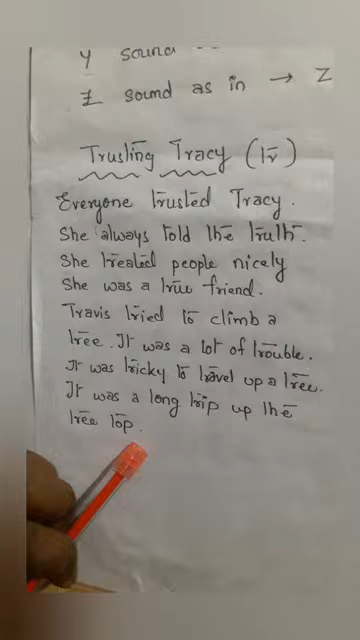 Y sound
Z sound as in → Z
Trusting Tracy (tr)
Everyone trusted Tracy.
She always told the truth.
She treated people nicely
She was a true friend.
Travis tried to climb a
tree. It was a lot of trouble.
It was tricky to travel up a tree.
It was a long trip up the
tree top.